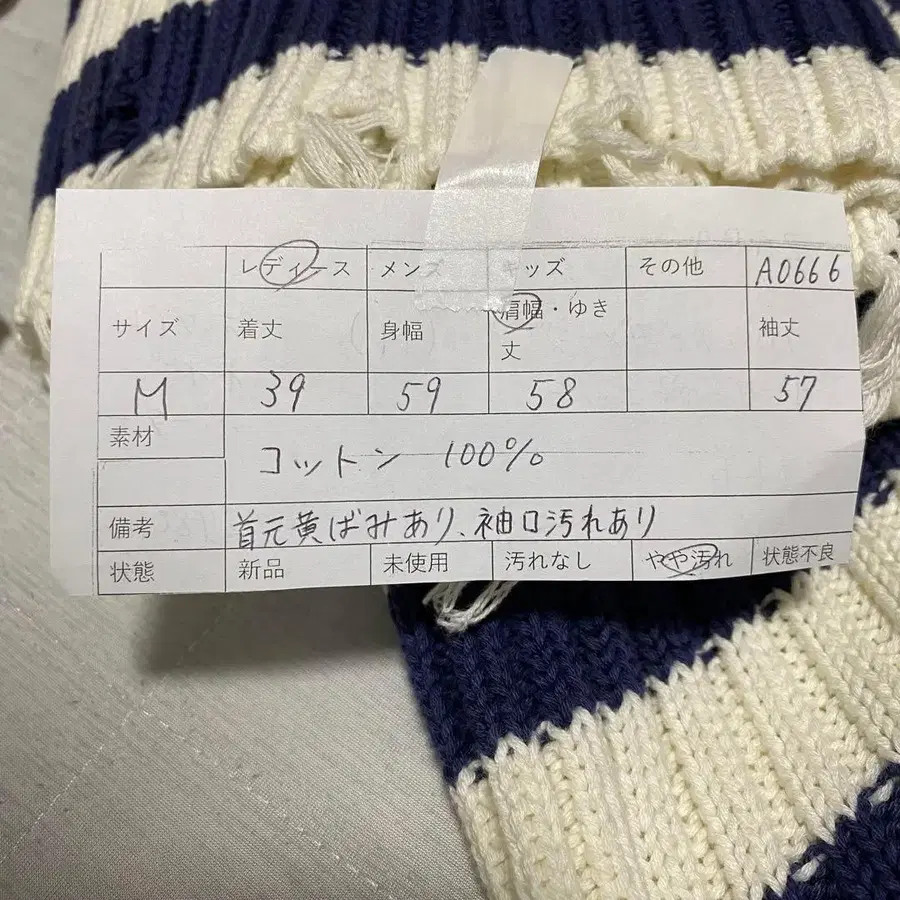 レディース メンズ キッズ その他 A0666
サイズ 着丈 身幅 肩幅・ゆき丈 袖丈
M 39 59 58 57
素材 コットン 100%
備考 首元黄ばみあり、袖口汚れあり
状態 新品 未使用 汚れなし やや汚れ 状態不良